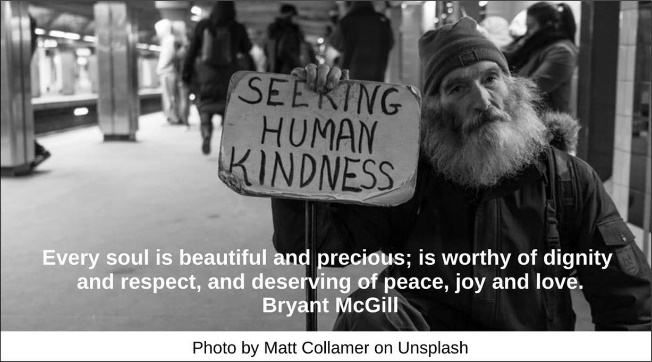 SEEKING
HUMAN
KINDNESS
Every soul is beautiful and precious; is worthy of dignity
and respect, and deserving of peace, joy and love.
Bryant McGill
Photo by Matt Collamer on Unsplash